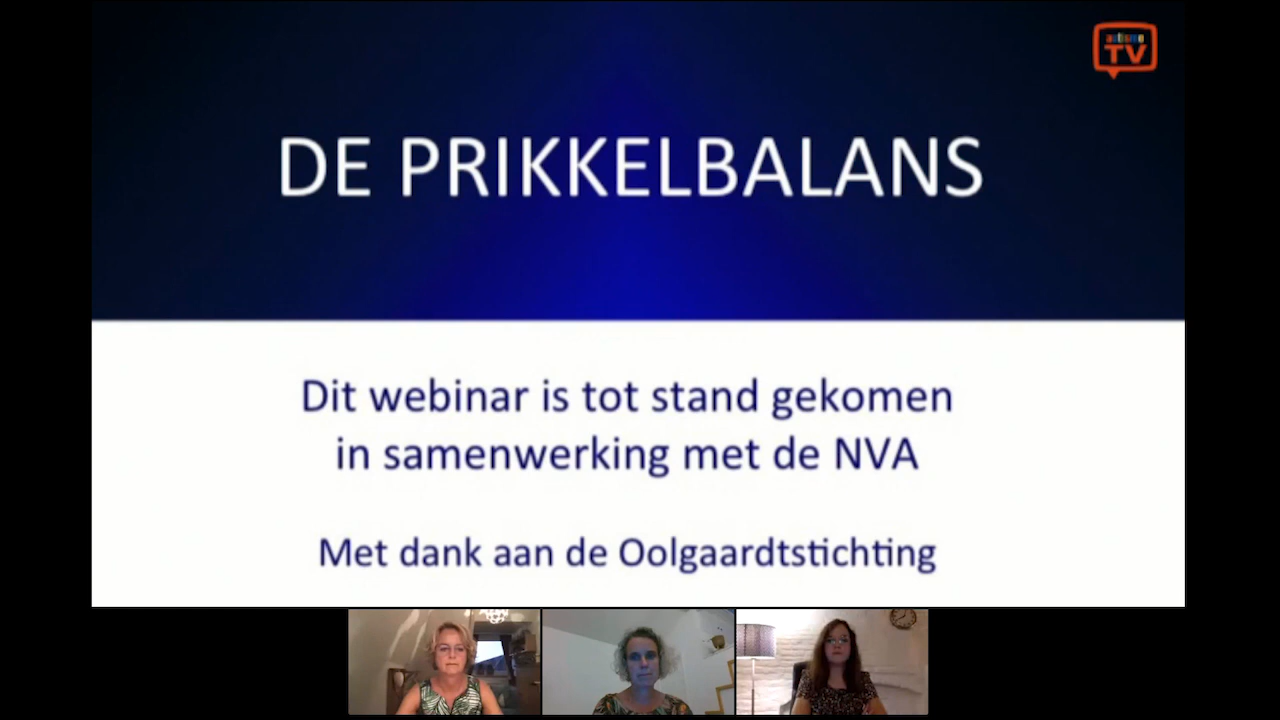 autisme
TV
DE PRIKKELBALANS
Dit webinar is tot stand gekomen
in samenwerking met de NVA
Met dank aan de Oolgaardtstichting